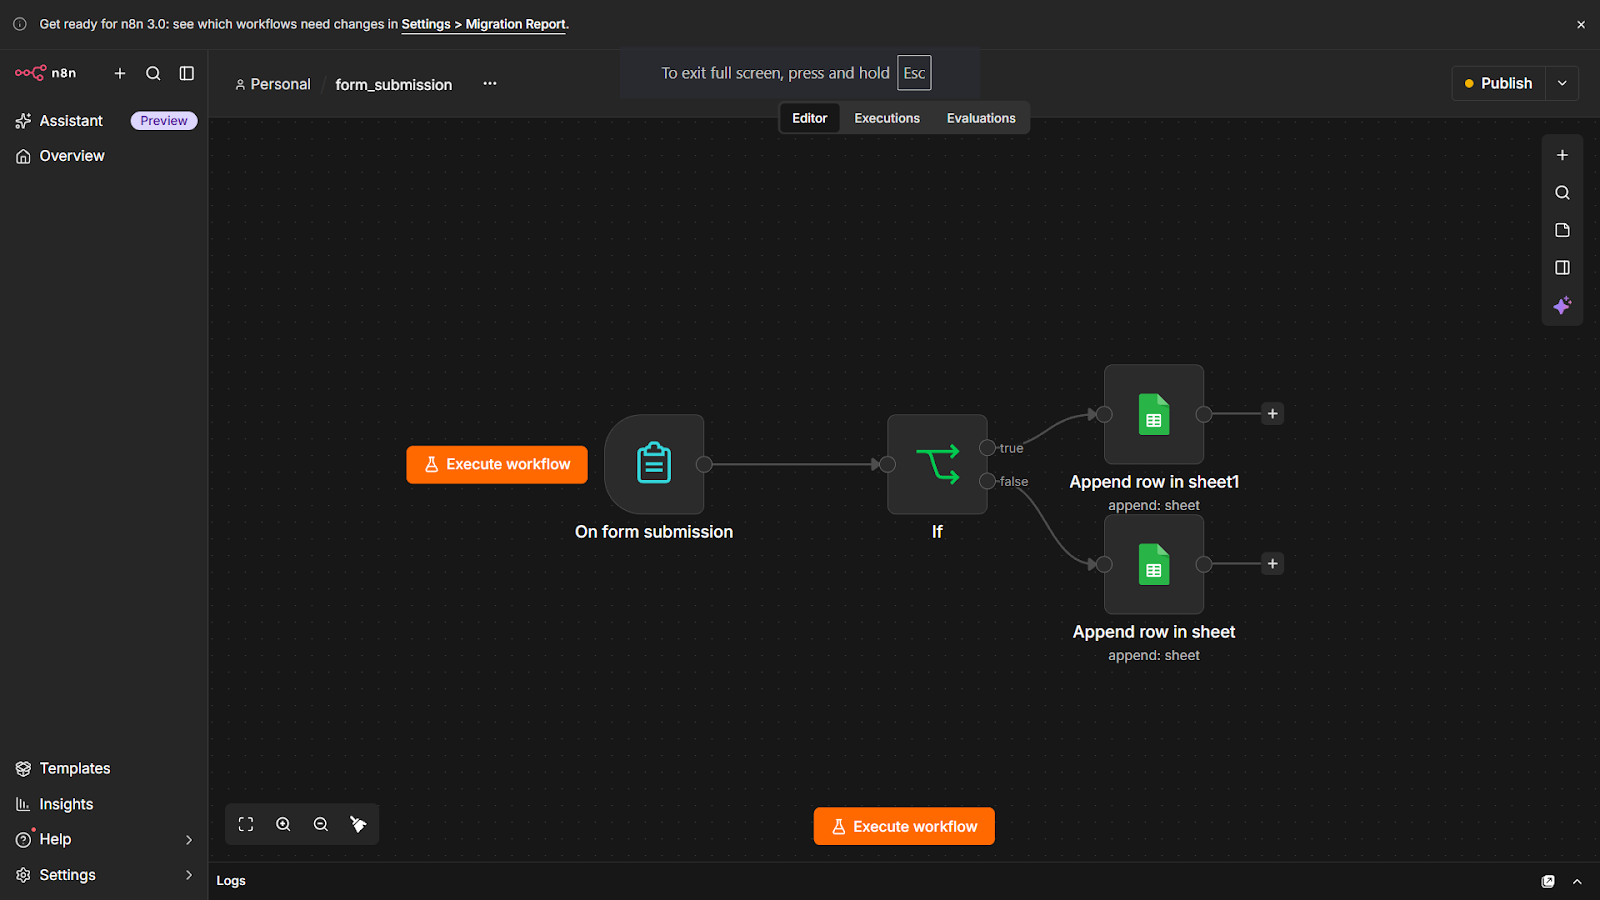 Get ready for n8n 3.0: see which workflows need changes in Settings > Migration Report.
n8n
Personal / form_submission
To exit full screen, press and hold Esc
Publish
Assistant Preview
Overview
Editor Executions Evaluations
Execute workflow
On form submission
If
true
false
Append row in sheet1
append: sheet
Append row in sheet
append: sheet
Templates
Insights
Help
Settings
Execute workflow
Logs